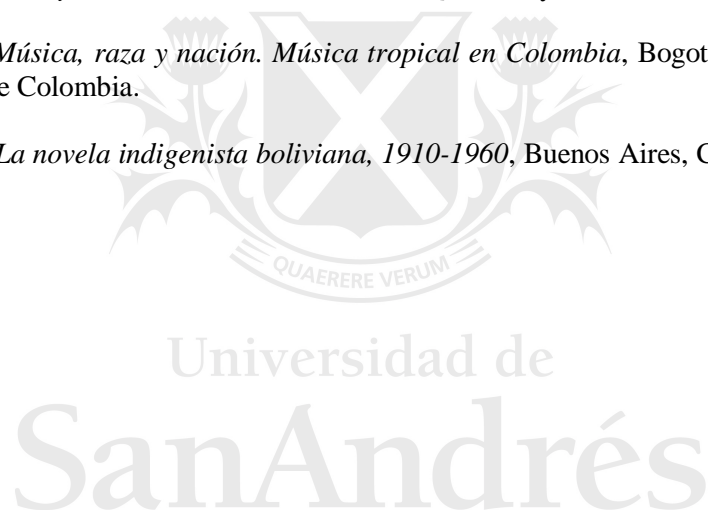 Música, raza y nación. Música tropical en Colombia, Bogot
e Colombia.
La novela indigenista boliviana, 1910-1960, Buenos Aires, C
QUAERERE VERUM
Universidad de
SanAndrés